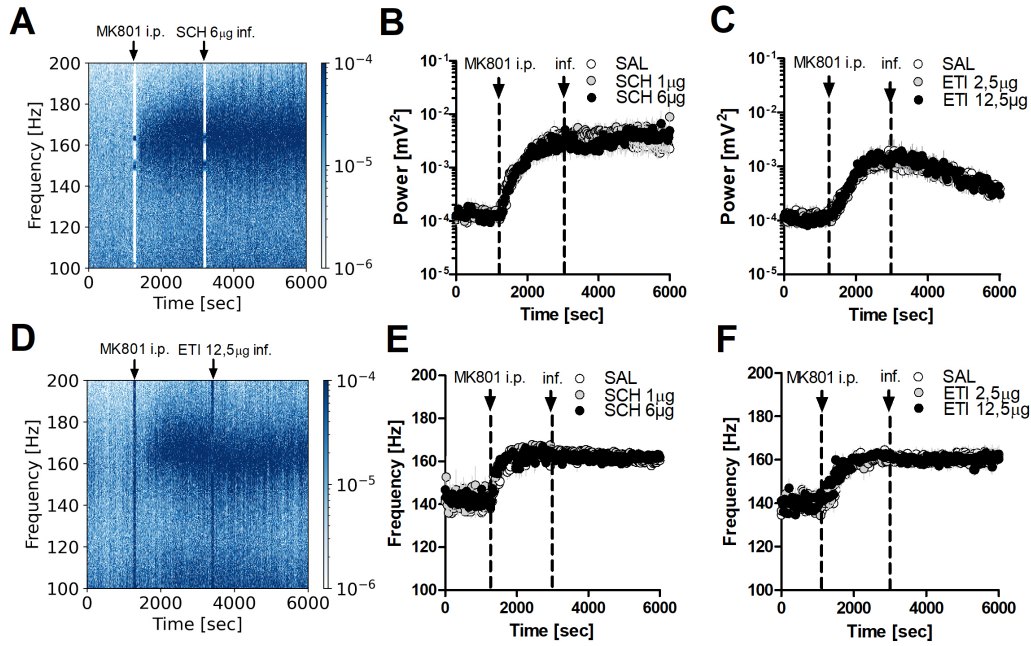 A
MK801 i.p. SCH 6µg inf.
200
180
160
140
120
100
Frequency [Hz]
0 2000 4000 6000
Time [sec]
10⁻⁴
10⁻⁵
10⁻⁶
B
MK801 i.p. inf.
SAL
SCH 1µg
SCH 6µg
10⁻¹
10⁻²
10⁻³
10⁻⁴
10⁻⁵
Power [mV²]
0 2000 4000 6000
Time [sec]
C
MK801 i.p. inf.
SAL
ETI 2,5µg
ETI 12,5µg
10⁻¹
10⁻²
10⁻³
10⁻⁴
10⁻⁵
Power [mV²]
0 2000 4000 6000
Time [sec]
D
MK801 i.p. ETI 12,5µg inf.
200
180
160
140
120
100
Frequency [Hz]
0 2000 4000 6000
Time [sec]
10⁻⁴
10⁻⁵
10⁻⁶
E
MK801 i.p. inf.
SAL
SCH 1µg
SCH 6µg
200
180
160
140
120
100
Frequency [Hz]
0 2000 4000 6000
Time [sec]
F
MK801 i.p. inf.
SAL
ETI 2,5µg
ETI 12,5µg
200
180
160
140
120
100
Frequency [Hz]
0 2000 4000 6000
Time [sec]